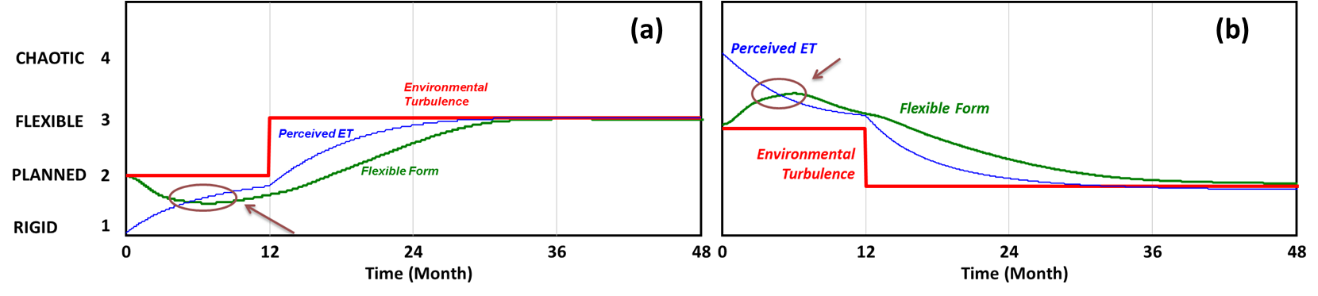 (a)
(b)
CHAOTIC 4
Perceived ET
Environmental
Turbulence
Flexible Form
FLEXIBLE 3
Perceived ET
Environmental
Turbulence
Flexible Form
PLANNED 2
RIGID 1
0 12 24 36 48
0 12 24 36 48
Time (Month)
Time (Month)